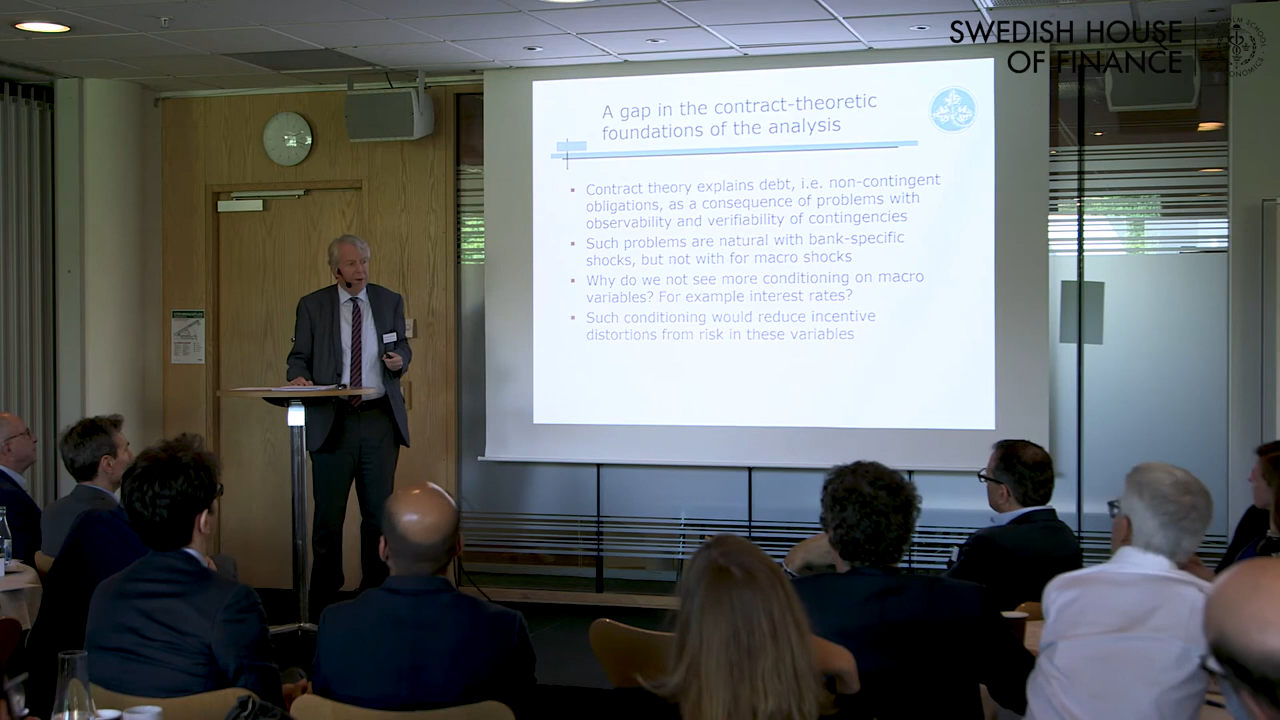 SWEDISH HOUSE
OF FINANCE
A gap in the contract-theoretic
foundations of the analysis
▪ Contract theory explains debt, i.e. non-contingent
obligations, as a consequence of problems with
observability and verifiability of contingencies
▪ Such problems are natural with bank-specific
shocks, but not with for macro shocks
▪ Why do we not see more conditioning on macro
variables? For example interest rates?
▪ Such conditioning would reduce incentive
distortions from risk in these variables